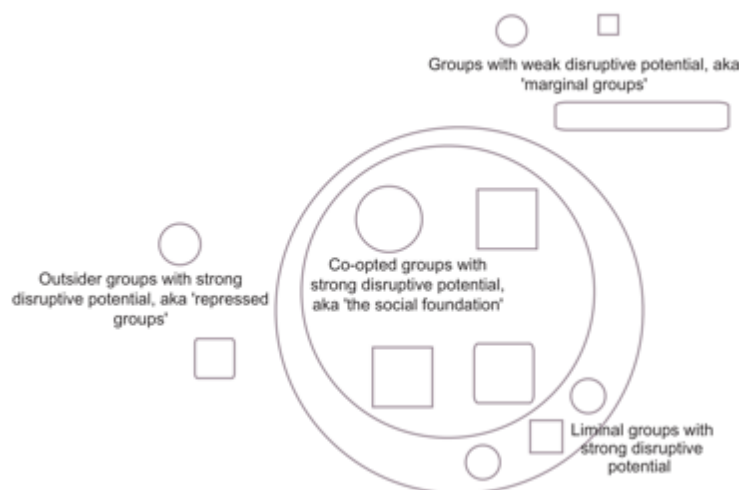 Groups with weak disruptive potential, aka
'marginal groups'
Outsider groups with strong
disruptive potential, aka 'repressed
groups'
Co-opted groups with
strong disruptive potential,
aka 'the social foundation'
Liminal groups with
strong disruptive
potential